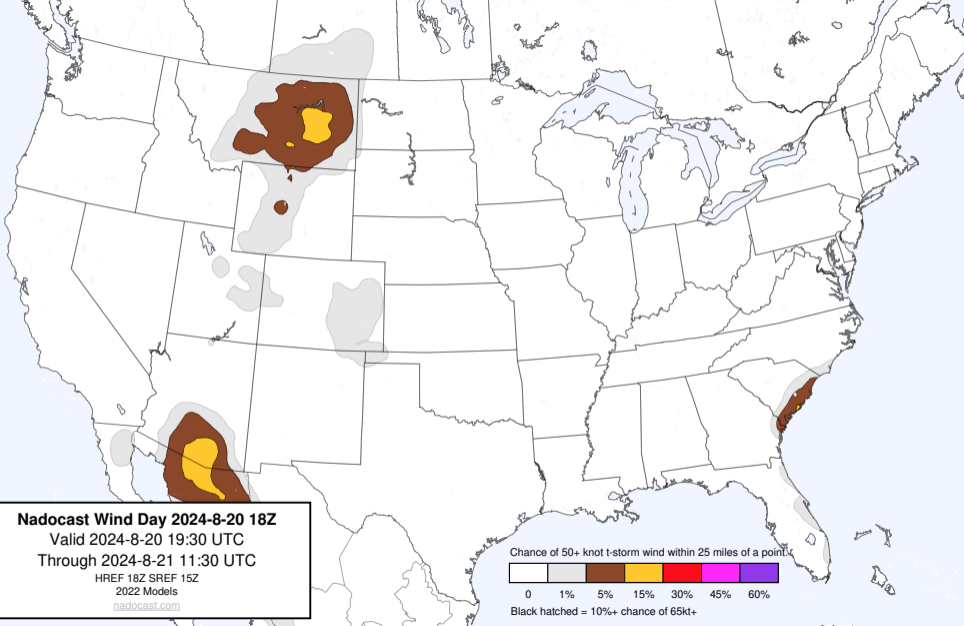 Nadocast Wind Day 2024-8-20 18Z
Valid 2024-8-20 19:30 UTC
Through 2024-8-21 11:30 UTC
HREF 18Z SREF 15Z
2022 Models
nadocast.com
Chance of 50+ knot t-storm wind within 25 miles of a point.
0 1% 5% 15% 30% 45% 60%
Black hatched = 10%+ chance of 65kt+